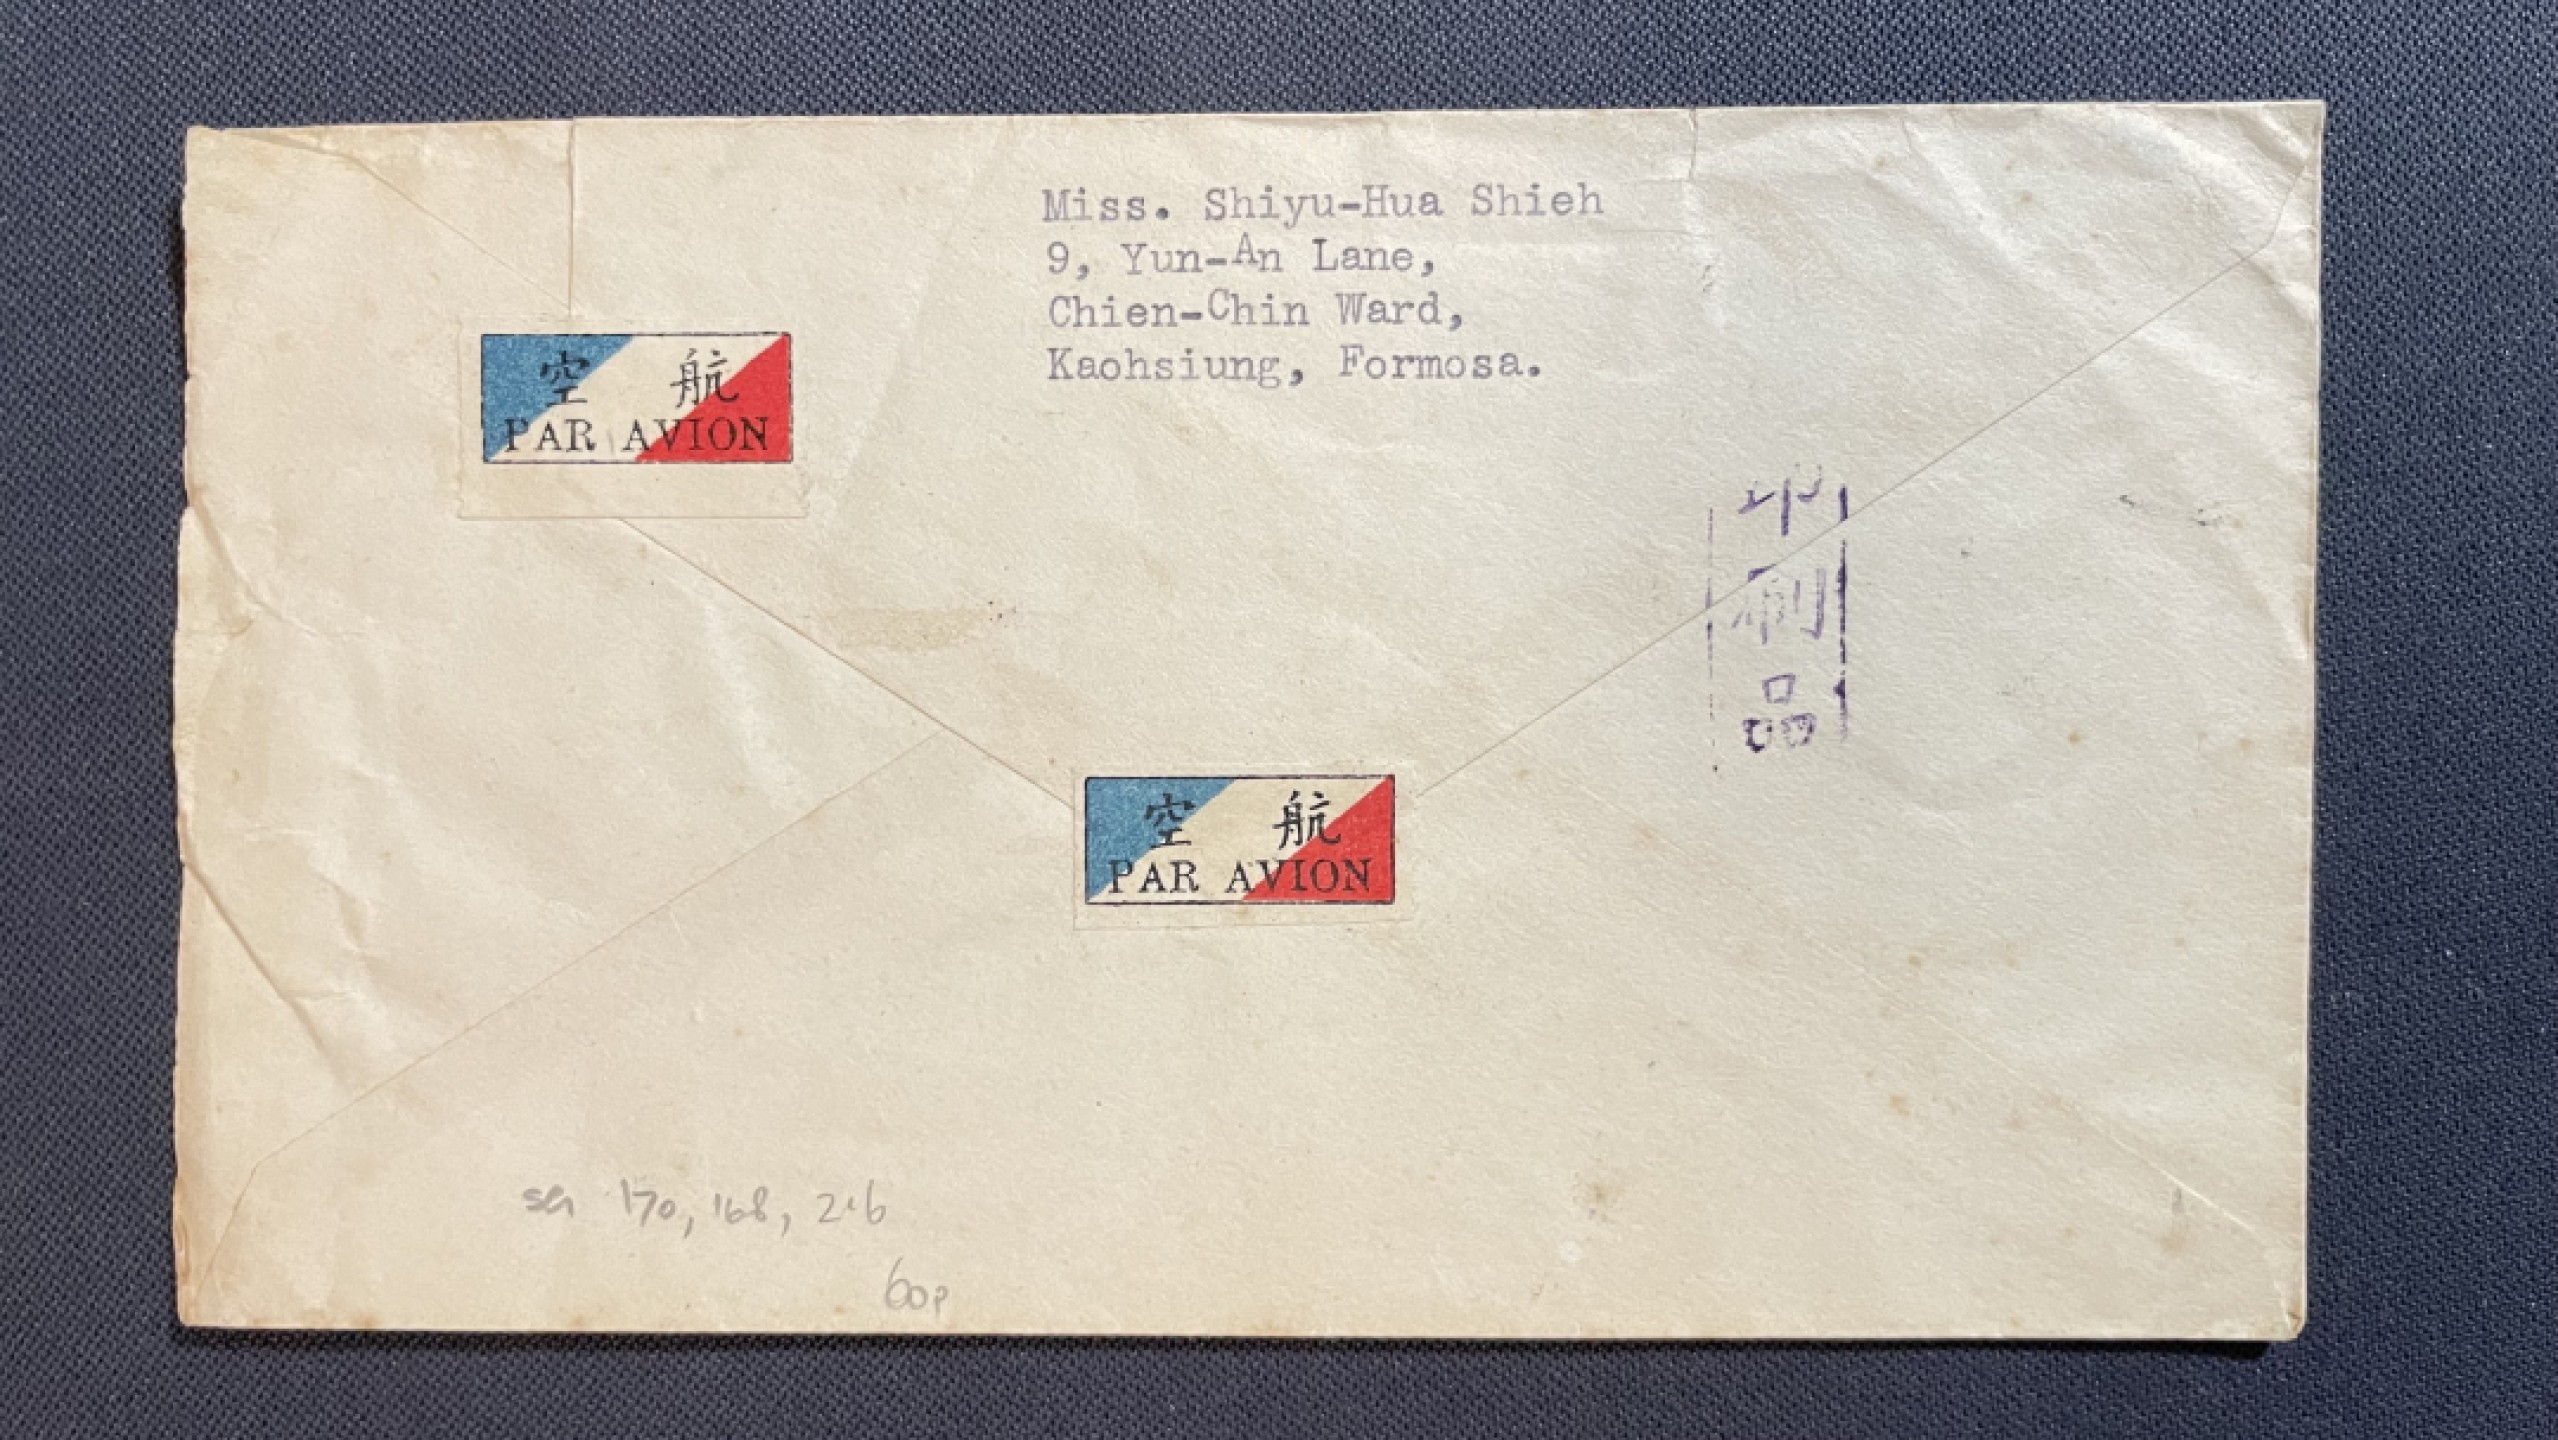 Miss. Shiyu-Hua Shieh
9, Yun-An Lane,
Chien-Chin Ward,
Kaohsiung, Formosa.
空 航
PAR AVION
印刷品
空 航
PAR AVION
170, 168, 216
60p